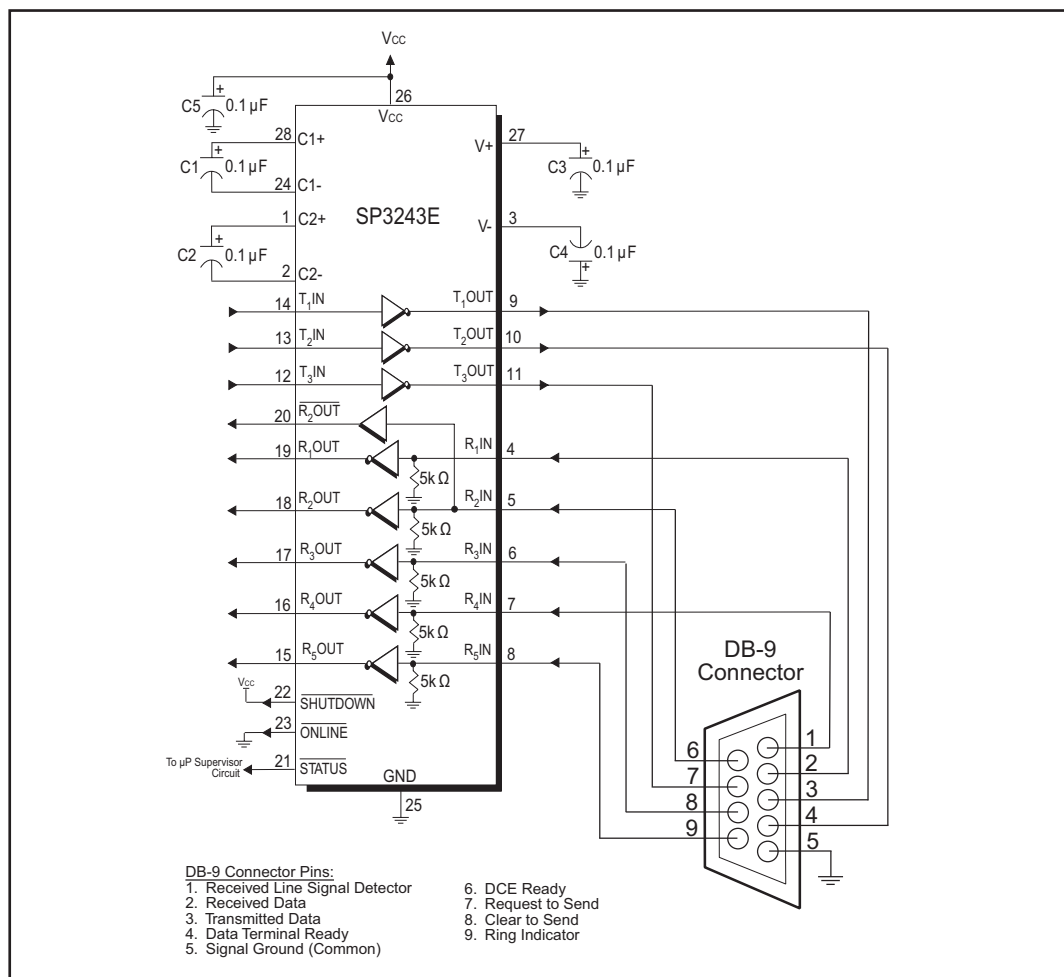 Vcc
26
Vcc
C5
0.1 µF
+
28 C1+
C1
0.1 µF
+
24 C1-
1 C2+
C2
0.1 µF
+
2 C2-
SP3243E
V+ 27
C3
0.1 µF
+
V- 3
C4
0.1 µF
+
14 T1IN T1OUT 9
13 T2IN T2OUT 10
12 T3IN T3OUT 11
20 R2OUT
19 R1OUT R1IN 4
5k Ω
18 R2OUT R2IN 5
5k Ω
17 R3OUT R3IN 6
5k Ω
16 R4OUT R4IN 7
5k Ω
15 R5OUT R5IN 8
5k Ω
Vcc
22 SHUTDOWN
23 ONLINE
To µP Supervisor
Circuit
21 STATUS
GND
25
DB-9
Connector
6
7
8
9
1
2
3
4
5
DB-9 Connector Pins:
1. Received Line Signal Detector
2. Received Data
3. Transmitted Data
4. Data Terminal Ready
5. Signal Ground (Common)
6. DCE Ready
7. Request to Send
8. Clear to Send
9. Ring Indicator